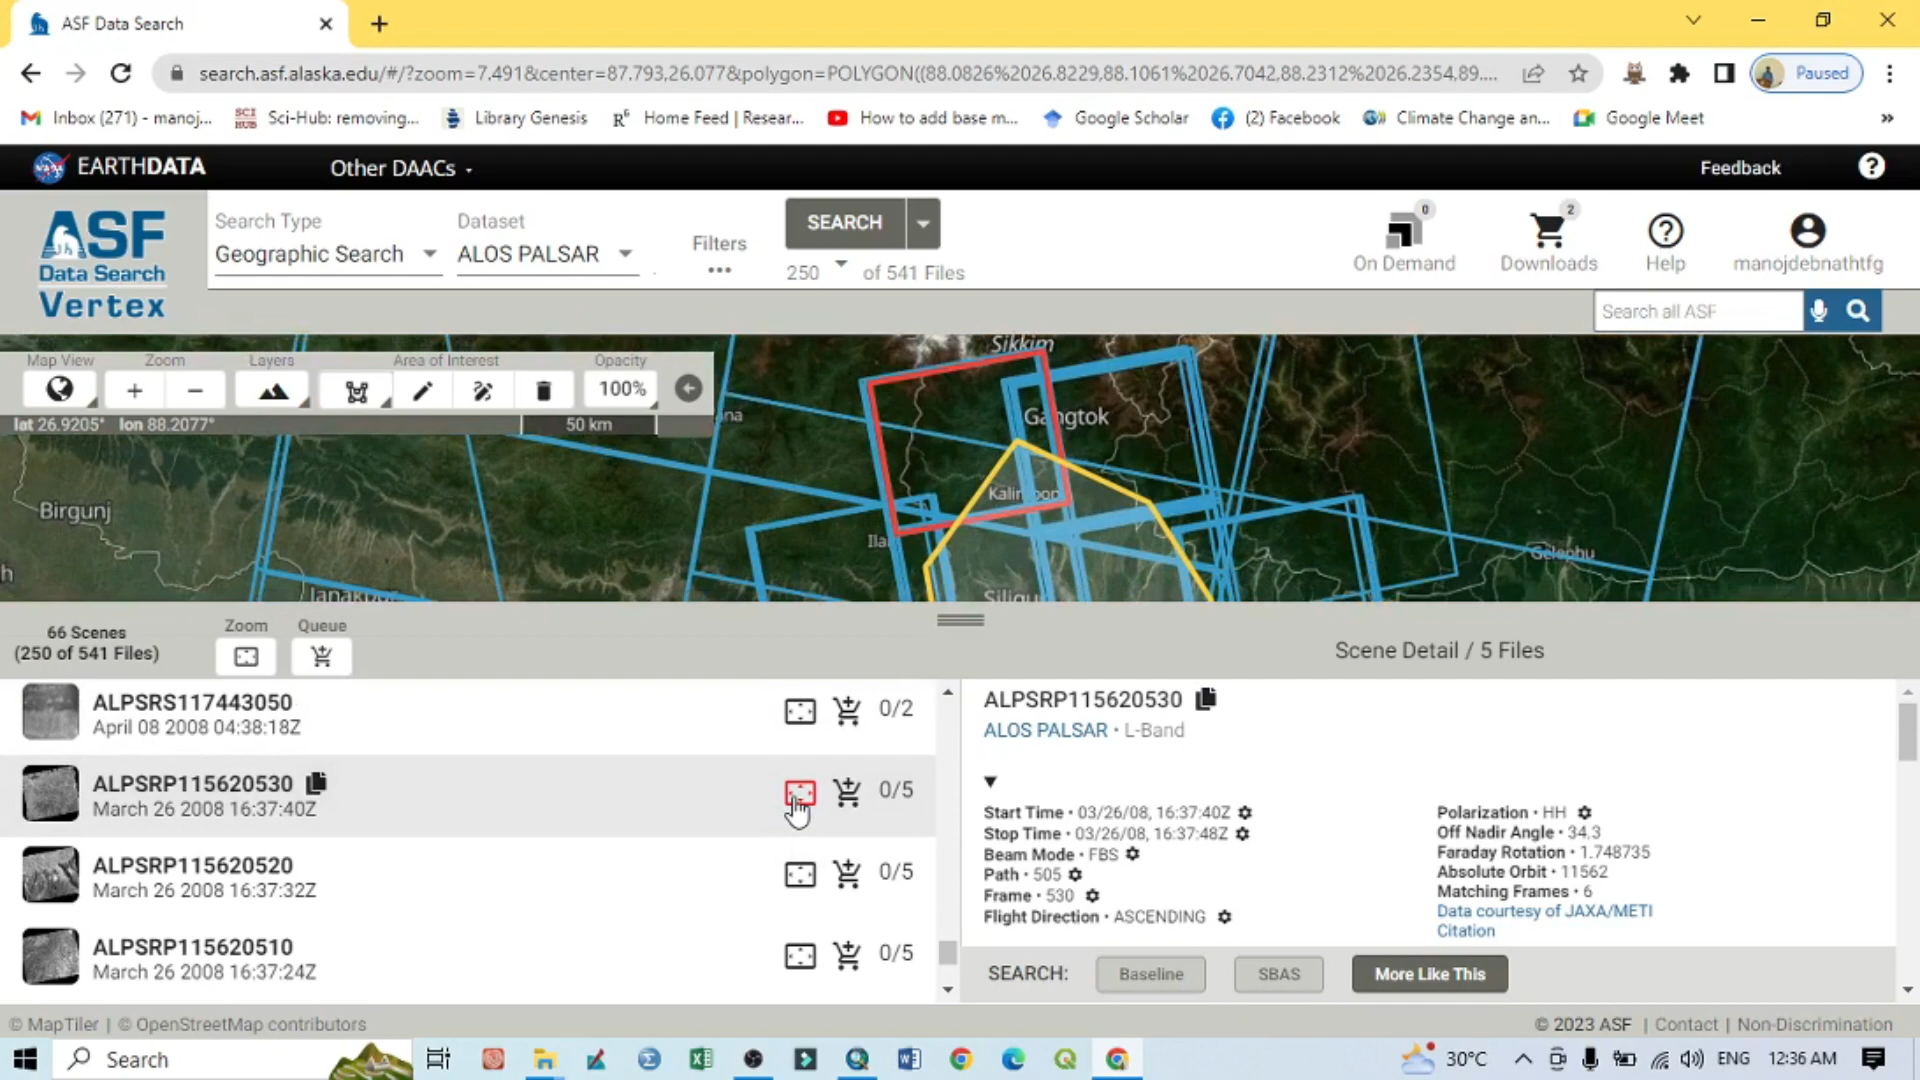 ASF Data Search
search.asf.alaska.edu/#/?zoom=7.491&center=87.793,26.077&polygon=POLYGON((88.0826%2026.8229,88.1061%2026.7042,88.2312%2026.2354,89....
Paused
Inbox (271) - manoj...
SCI HUB
Sci-Hub: removing...
Library Genesis
R⁶
Home Feed | Resear...
How to add base m...
Google Scholar
(2) Facebook
Climate Change an...
Google Meet
»
EARTHDATA
Other DAACs
Feedback
?
ASF
Data Search
Vertex
Search Type
Geographic Search
Dataset
ALOS PALSAR
Filters
SEARCH
250 of 541 Files
0
On Demand
2
Downloads
Help
manojdebnathtfg
Search all ASF
Map View
Zoom
Layers
Area of Interest
Opacity
100%
lat 26.9205° lon 88.2077°
50 km
Sikkim
Gangtok
Birgunj
Gelephu
66 Scenes
(250 of 541 Files)
Zoom
Queue
Scene Detail / 5 Files
ALPSRS117443050
April 08 2008 04:38:18Z
0/2
ALPSRP115620530
March 26 2008 16:37:40Z
0/5
ALPSRP115620520
March 26 2008 16:37:32Z
0/5
ALPSRP115620510
March 26 2008 16:37:24Z
0/5
ALPSRP115620530
ALOS PALSAR • L-Band
Start Time • 03/26/08, 16:37:40Z
Stop Time • 03/26/08, 16:37:48Z
Beam Mode • FBS
Path • 505
Frame • 530
Flight Direction • ASCENDING
Polarization • HH
Off Nadir Angle • 34.3
Faraday Rotation • 1.748735
Absolute Orbit • 11562
Matching Frames • 6
Data courtesy of JAXA/METI
Citation
SEARCH:
Baseline
SBAS
More Like This
© MapTiler | © OpenStreetMap contributors
© 2023 ASF | Contact | Non-Discrimination
Search
30°C
ENG
12:36 AM